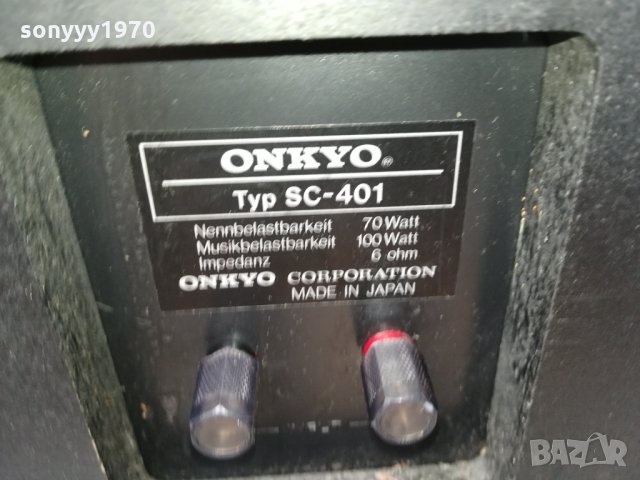 sonyyy1970
ONKYO®
Typ SC-401
Nennbelastbarkeit 70 Watt
Musikbelastbarkeit 100 Watt
Impedanz 6 ohm
ONKYO CORPORATION
MADE IN JAPAN
BAZAR